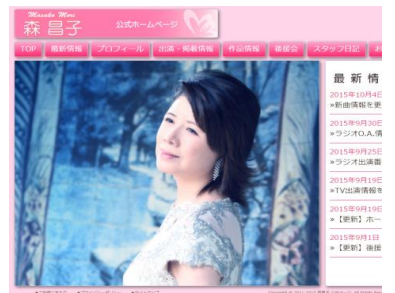 Masako Mori
森 昌子 公式ホームページ
TOP 最新情報 プロフィール 出演・掲載情報 作品情報 後援会 スタッフ日記
最 新 情
2015年10月4日
»新曲情報を更
2015年9月30日
»ラジオO.A.情
2015年9月25日
»ラジオ出演番
2015年9月19日
»TV出演情報を
2015年9月19日
»【更新】ホー
2015年9月1日
»【更新】後援